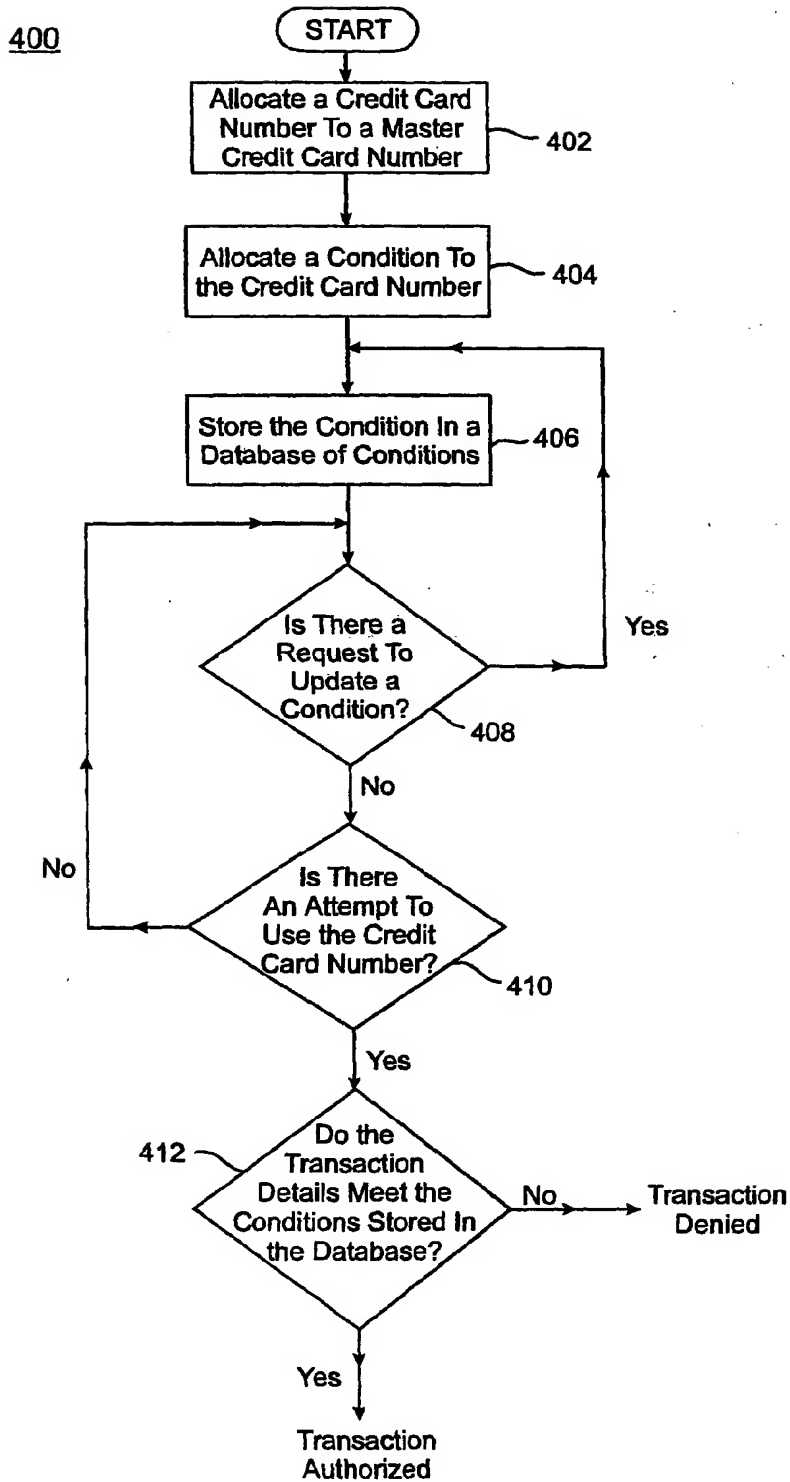 400
START
Allocate a Credit Card
Number To a Master
Credit Card Number
402
Allocate a Condition To
the Credit Card Number
404
Store the Condition In a
Database of Conditions
406
Is There a
Request To
Update a
Condition?
408
Yes
No
Is There
An Attempt To
Use the Credit
Card Number?
410
No
Yes
412
Do the
Transaction
Details Meet the
Conditions Stored In
the Database?
No
Transaction
Denied
Yes
Transaction
Authorized